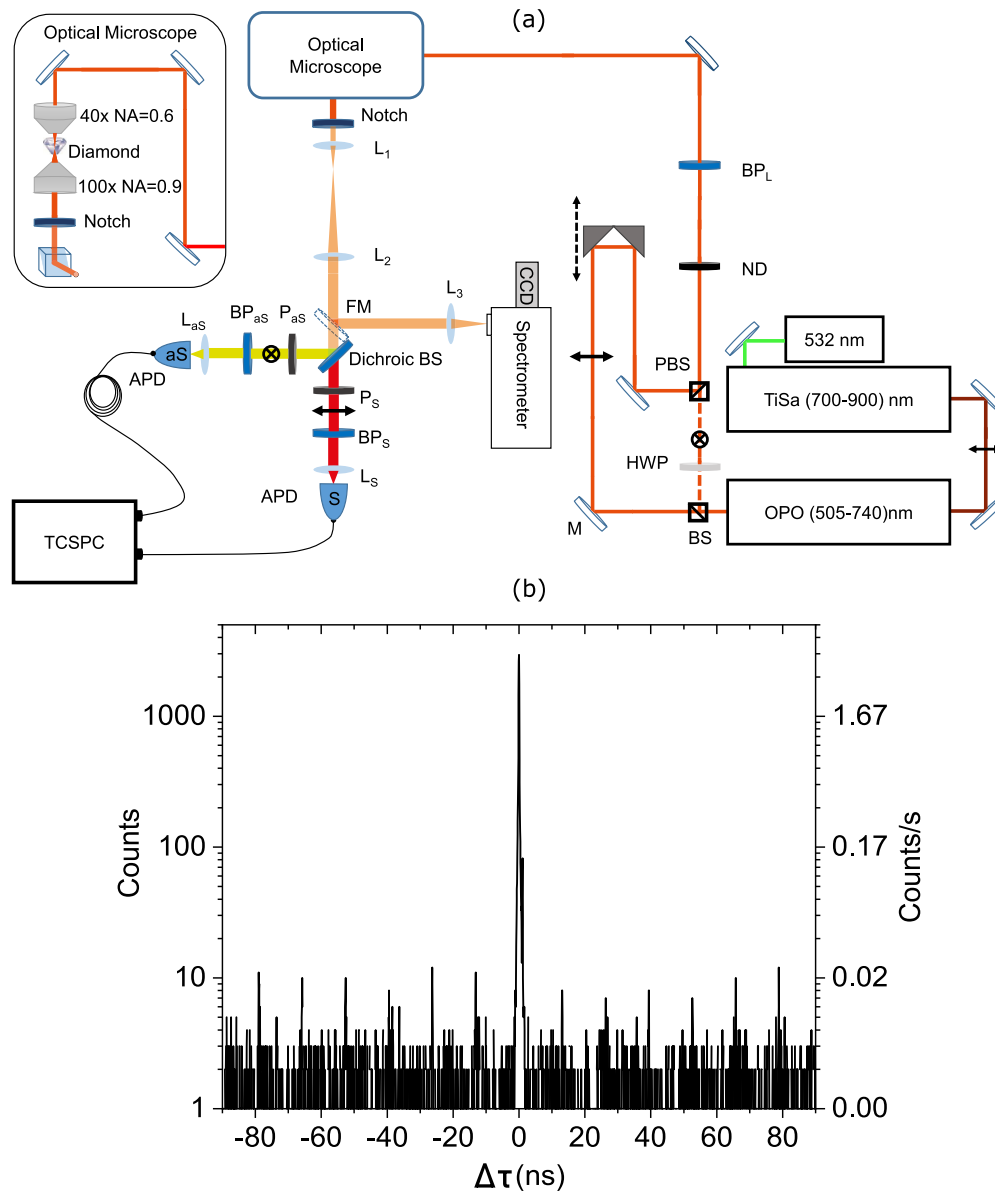 (a)
Optical Microscope
40x NA=0.6
Diamond
100x NA=0.9
Notch
Optical
Microscope
Notch
L1
L2
FM
L3
CCD
Spectrometer
BPL
ND
PBS
532 nm
TiSa (700-900) nm
HWP
OPO (505-740)nm
M
BS
LaS
BPaS
PaS
aS
APD
Dichroic BS
PS
BPS
LS
APD
S
TCSPC
(b)
Counts
1000
100
10
1
1.67
0.17
0.02
0.00
Counts/s
-80
-60
-40
-20
0
20
40
60
80
Δτ(ns)